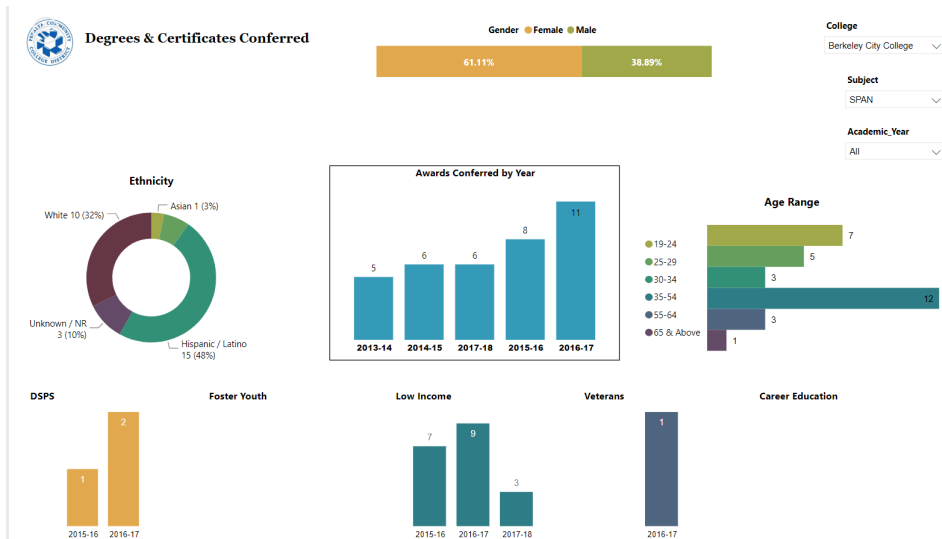 PERALTA COMMUNITY COLLEGE DISTRICT
Degrees & Certificates Conferred
Gender Female Male
61.11% 38.89%
College
Berkeley City College
Subject
SPAN
Academic_Year
All
Ethnicity
Asian 1 (3%)
White 10 (32%)
Unknown / NR
3 (10%)
Hispanic / Latino
15 (48%)
Awards Conferred by Year
5 6 6 8 11
2013-14 2014-15 2017-18 2015-16 2016-17
Age Range
19-24 7
25-29 5
30-34 3
35-54 12
55-64 3
65 & Above 1
DSPS
1 2
2015-16 2016-17
Foster Youth
Low Income
7 9 3
2015-16 2016-17 2017-18
Veterans
1
2016-17
Career Education